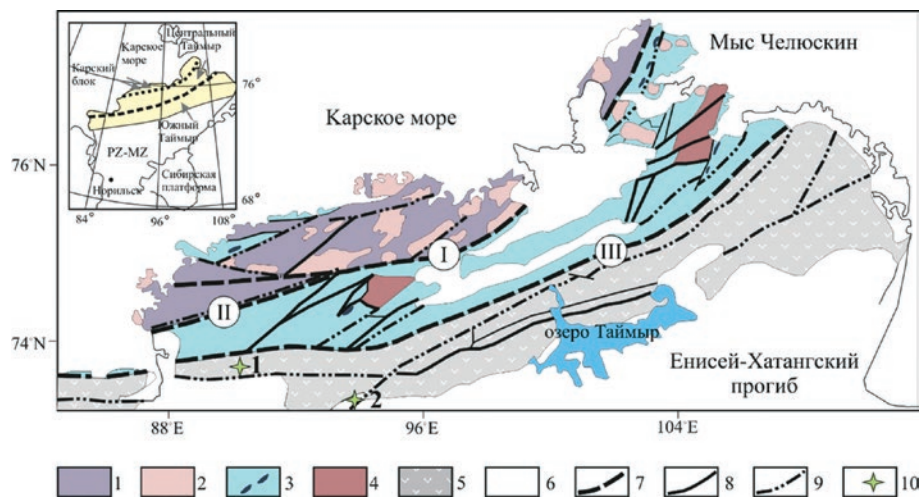 Центральный
Карское Таймыр
море
Карский
блок
76°
Южный
Таймыр
PZ-MZ
Сибирская
платформа
Норильск
68°
84° 96° 108°
Мыс Челюскин
Карское море
76°N
74°N
I
II
III
озеро Таймыр
Енисей-Хатангский
прогиб
1
2
88°E 96°E 104°E
1 2 3 4 5 6 7 8 9 10